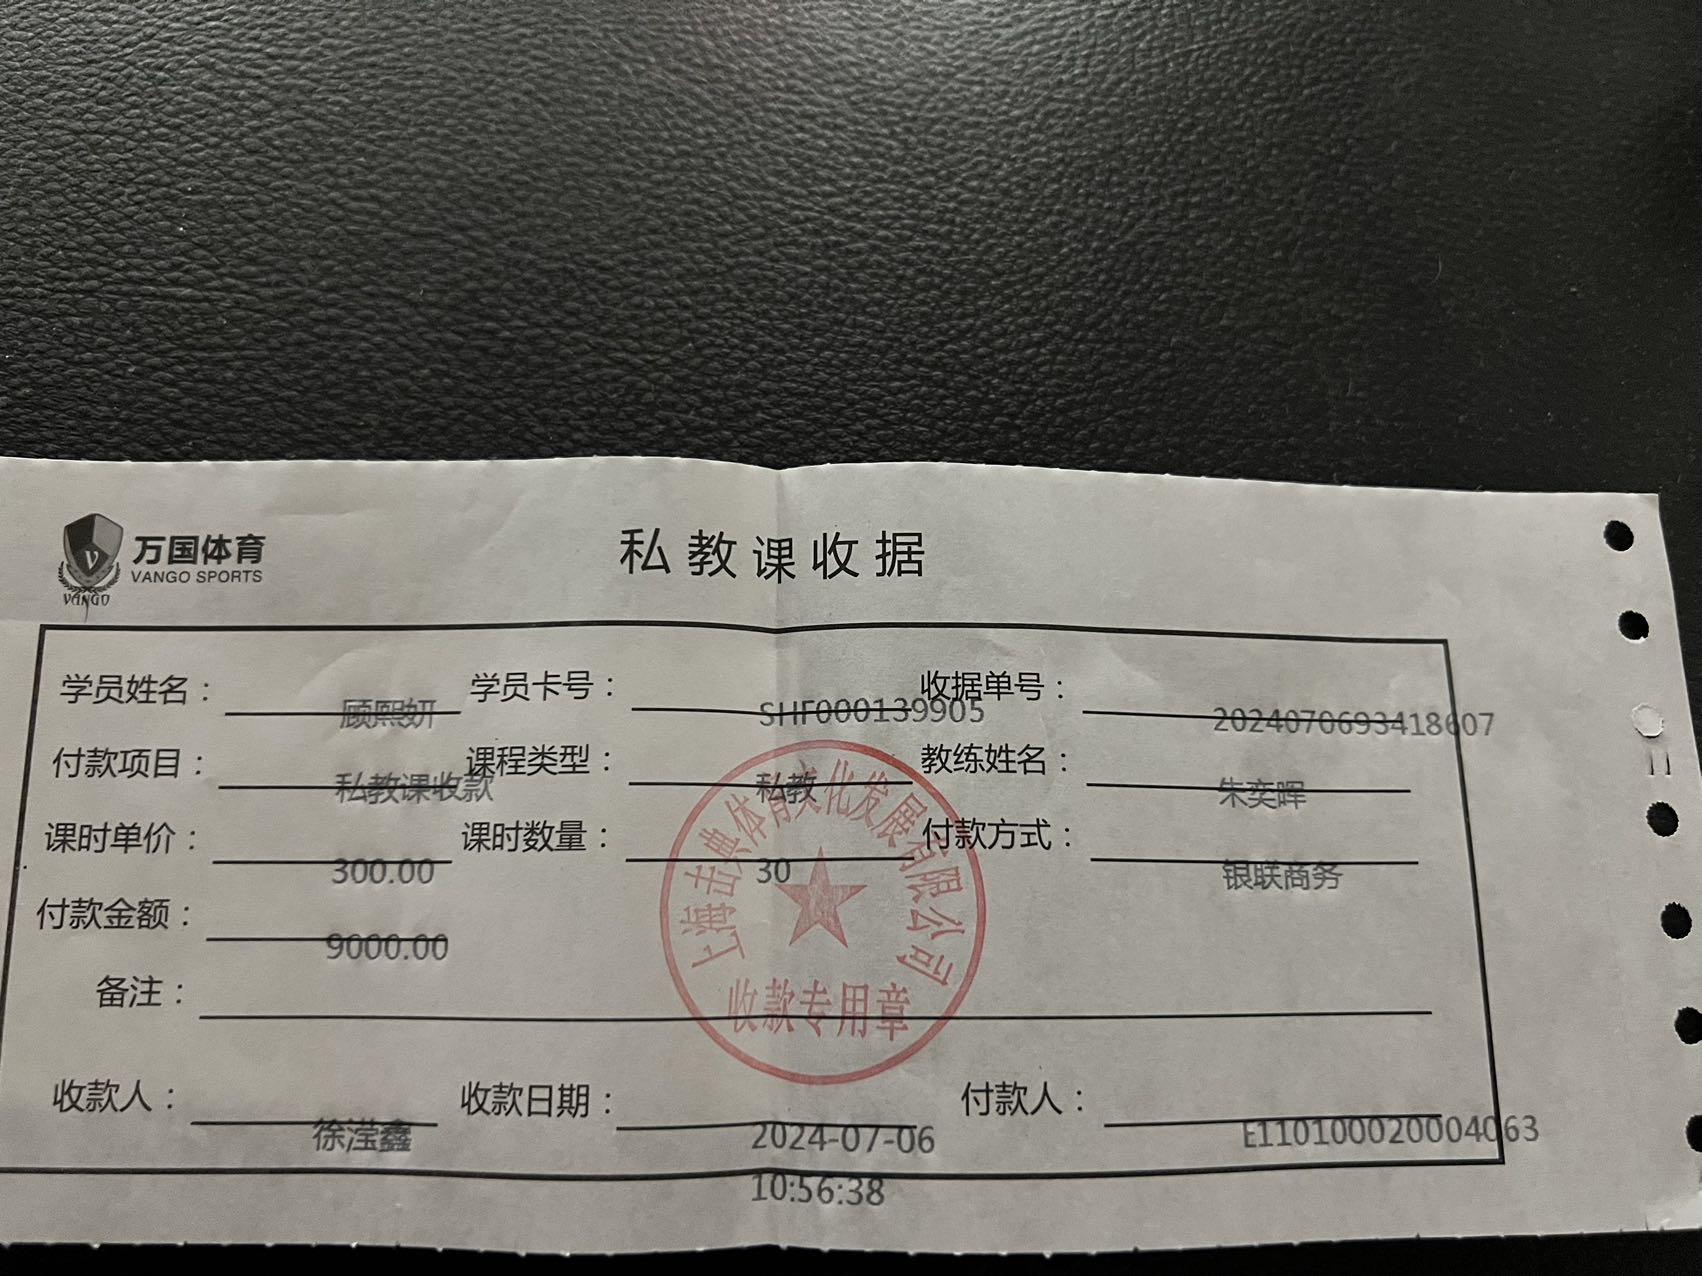 万国体育
VANGO SPORTS
VANGO
私教课收据
学员姓名： 顾熙妍 学员卡号： SHF000139905 收据单号： 2024070693418607
付款项目： 私教课收款 课程类型： 私教 教练姓名： 朱奕晖
课时单价： 300.00 课时数量： 30 付款方式： 银联商务
付款金额： 9000.00
备注：
收款人： 徐滢鑫 收款日期： 2024-07-06 付款人： E110100020004063
10:56:38
上海击典体育文化发展有限公司
收款专用章